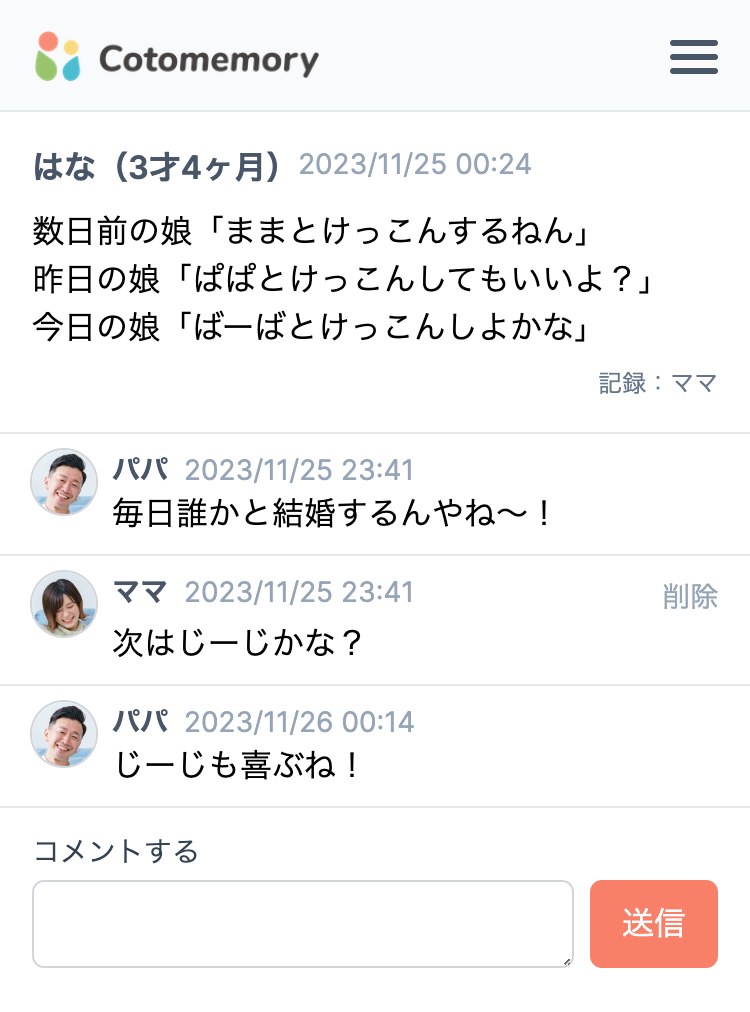 Cotomemory
はな（3才4ヶ月） 2023/11/25 00:24
数日前の娘「ままとけっこんするねん」
昨日の娘「ぱぱとけっこんしてもいいよ？」
今日の娘「ばーばとけっこんしよかな」
記録：ママ
パパ 2023/11/25 23:41
毎日誰かと結婚するんやね〜！
ママ 2023/11/25 23:41 削除
次はじーじかな？
パパ 2023/11/26 00:14
じーじも喜ぶね！
コメントする
送信